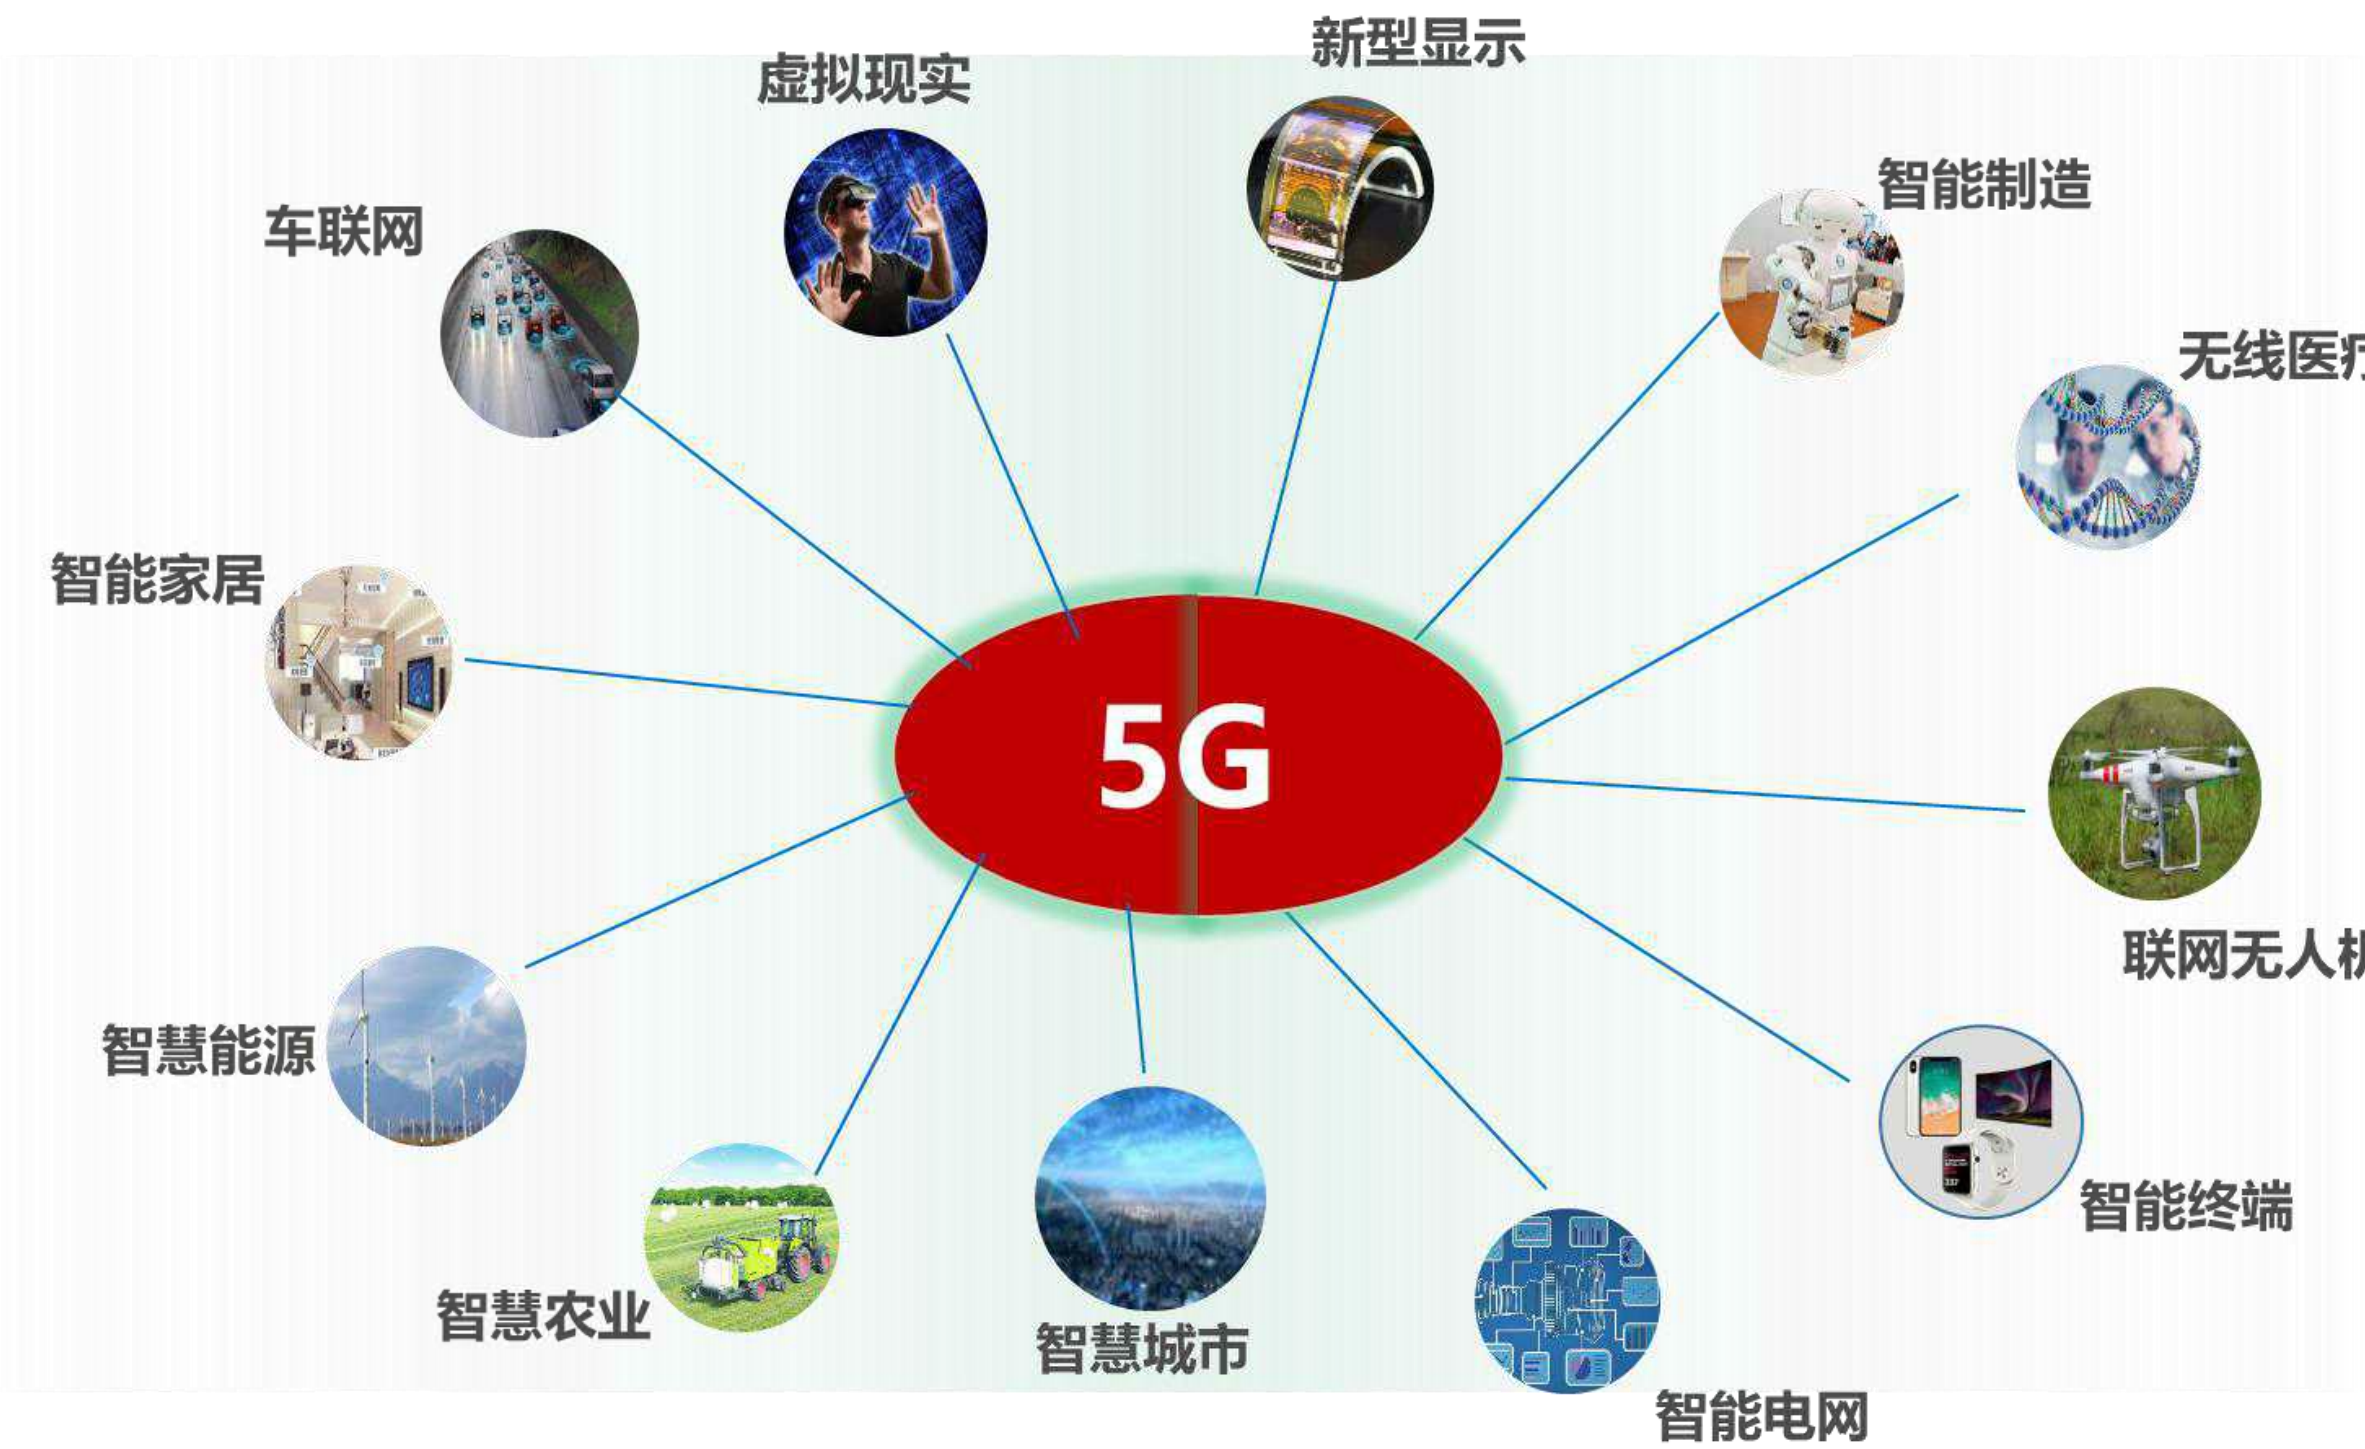 新型显示
虚拟现实
智能制造
车联网
无线医疗
智能家居
5G
联网无人机
智慧能源
智能终端
智慧农业
智慧城市
智能电网